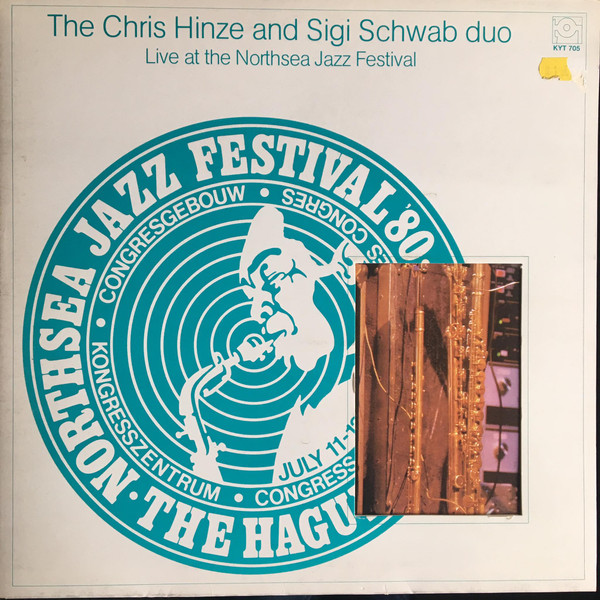 The Chris Hinze and Sigi Schwab duo
Live at the Northsea Jazz Festival
KYT 705
NORTHSEA JAZZ FESTIVAL '80
THE HAGU
CONGRESGEBOUW
ES CONGRES
KONGRESSZENTRUM
CONGRESS
JULY 11-1